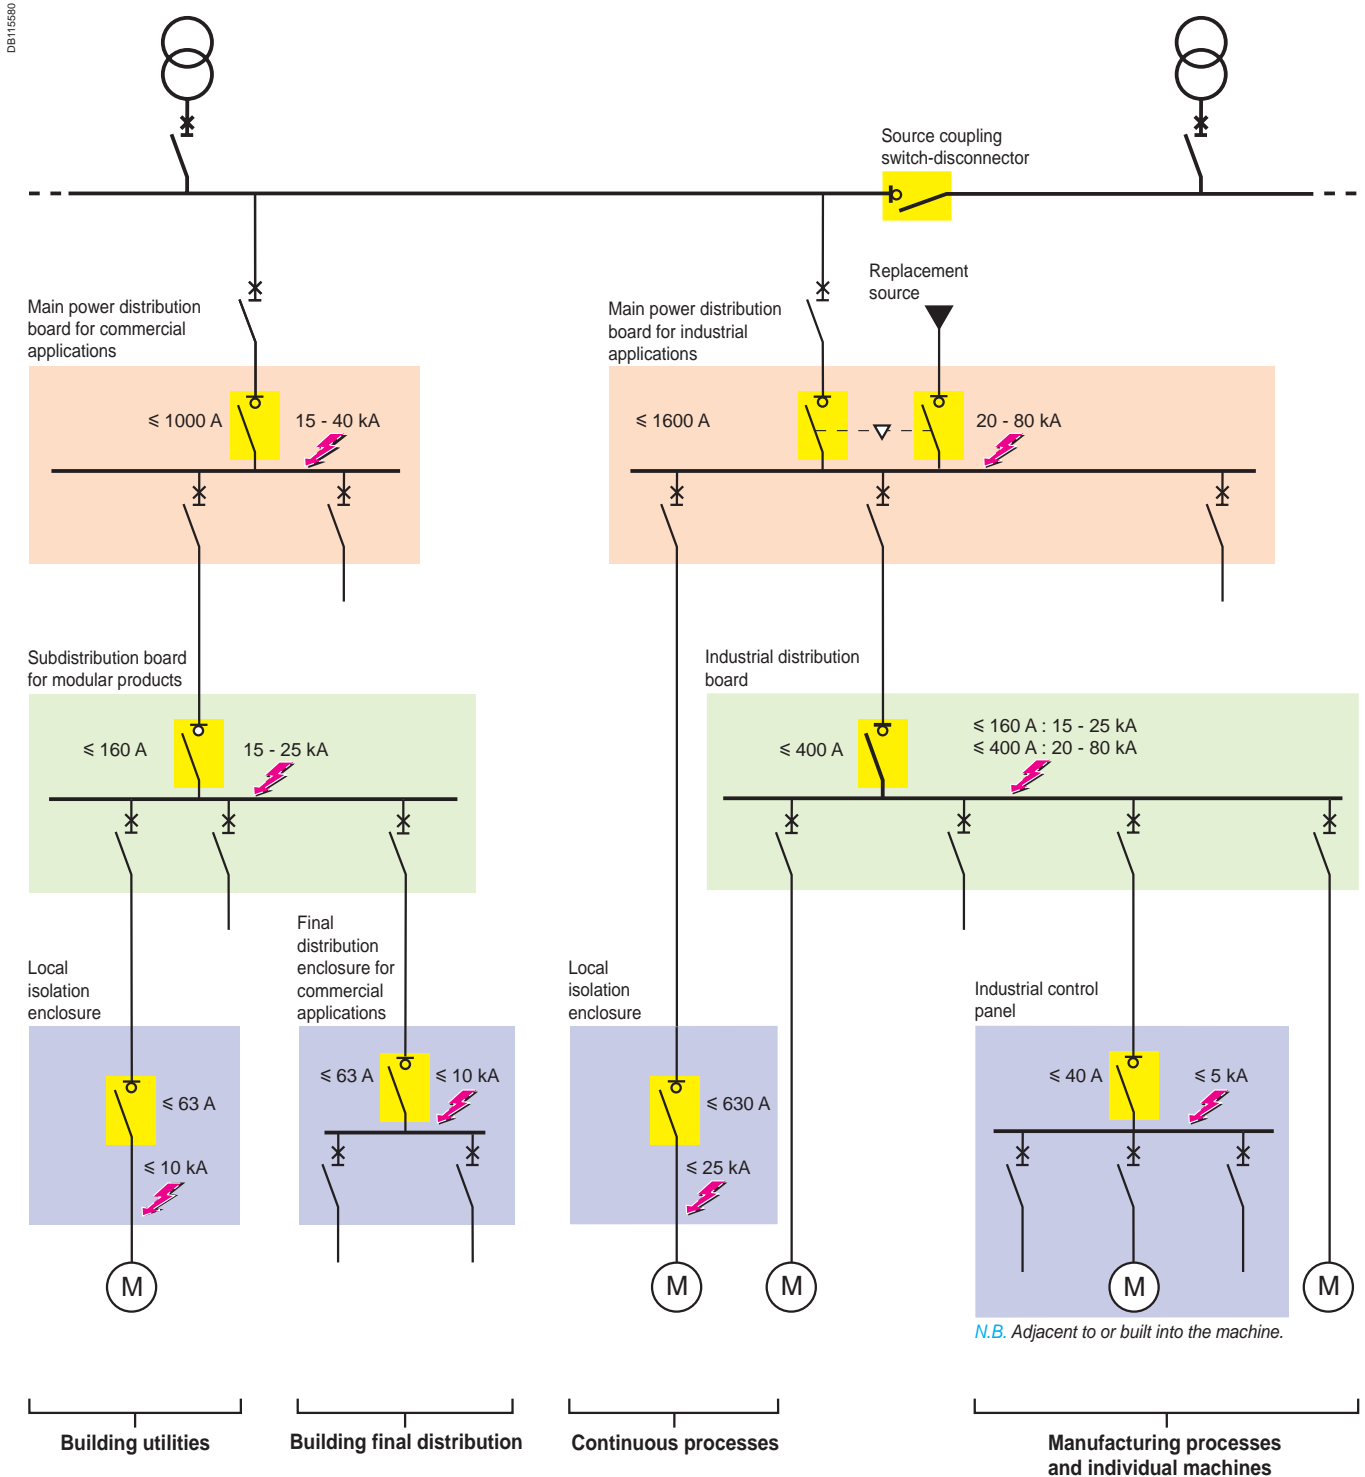 DB115580
Source coupling
switch-disconnector
Replacement
source
Main power distribution
board for commercial
applications
Main power distribution
board for industrial
applications
⩽ 1000 A
15 - 40 kA
⩽ 1600 A
20 - 80 kA
Subdistribution board
for modular products
Industrial distribution
board
⩽ 160 A
15 - 25 kA
⩽ 400 A
⩽ 160 A : 15 - 25 kA
⩽ 400 A : 20 - 80 kA
Local
isolation
enclosure
Final
distribution
enclosure for
commercial
applications
Local
isolation
enclosure
Industrial control
panel
⩽ 63 A
⩽ 10 kA
⩽ 63 A
⩽ 10 kA
⩽ 630 A
⩽ 25 kA
⩽ 40 A
⩽ 5 kA
M
M
M
M
M
N.B. Adjacent to or built into the machine.
Building utilities
Building final distribution
Continuous processes
Manufacturing processes
and individual machines